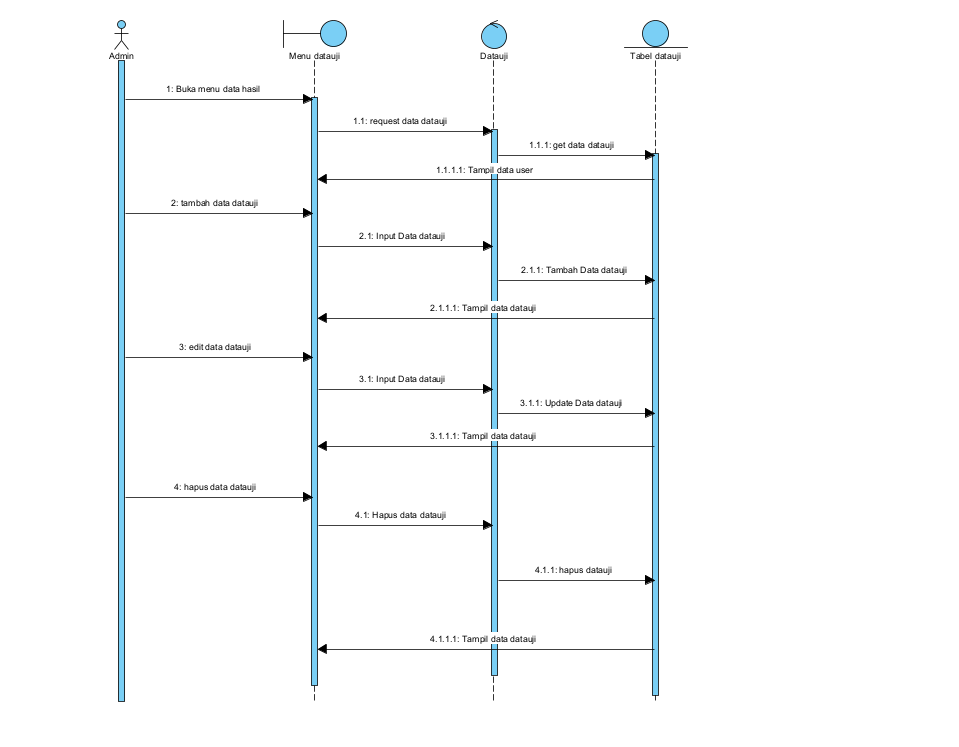 Admin
Menu datauji
Datauji
Tabel datauji
1: Buka menu data hasil
1.1: request data datauji
1.1.1: get data datauji
1.1.1.1: Tampil data user
2: tambah data datauji
2.1: Input Data datauji
2.1.1: Tambah Data datauji
2.1.1.1: Tampil data datauji
3: edit data datauji
3.1: Input Data datauji
3.1.1: Update Data datauji
3.1.1.1: Tampil data datauji
4: hapus data datauji
4.1: Hapus data datauji
4.1.1: hapus datauji
4.1.1.1: Tampil data datauji